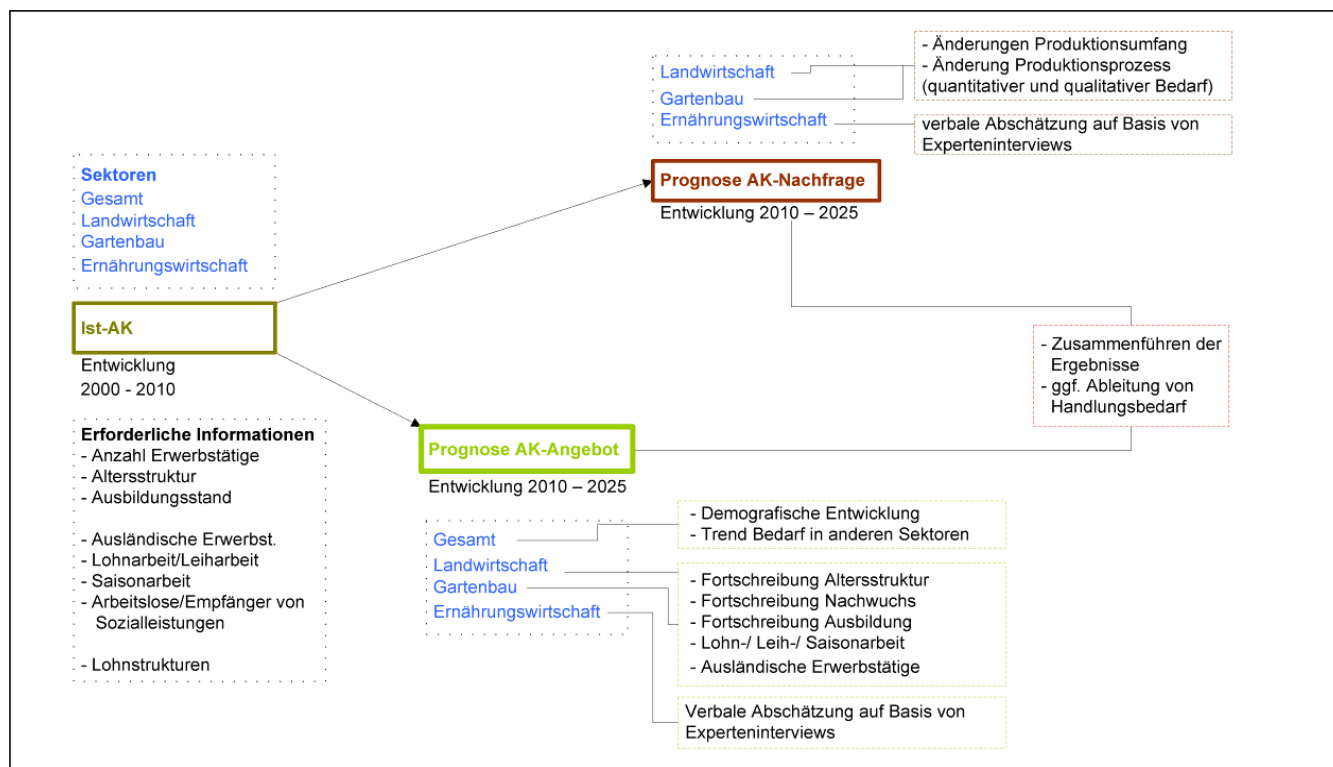 Sektoren
Gesamt
Landwirtschaft
Gartenbau
Ernährungswirtschaft
Ist-AK
Entwicklung
2000 - 2010
Erforderliche Informationen
- Anzahl Erwerbstätige
- Altersstruktur
- Ausbildungsstand
- Ausländische Erwerbst.
- Lohnarbeit/Leiharbeit
- Saisonarbeit
- Arbeitslose/Empfänger von
Sozialleistungen
- Lohnstrukturen
Landwirtschaft
Gartenbau
Ernährungswirtschaft
- Änderungen Produktionsumfang
- Änderung Produktionsprozess
(quantitativer und qualitativer Bedarf)
verbale Abschätzung auf Basis von
Experteninterviews
Prognose AK-Nachfrage
Entwicklung 2010 – 2025
- Zusammenführen der
Ergebnisse
- ggf. Ableitung von
Handlungsbedarf
Prognose AK-Angebot
Entwicklung 2010 – 2025
Gesamt
Landwirtschaft
Gartenbau
Ernährungswirtschaft
- Demografische Entwicklung
- Trend Bedarf in anderen Sektoren
- Fortschreibung Altersstruktur
- Fortschreibung Nachwuchs
- Fortschreibung Ausbildung
- Lohn-/ Leih-/ Saisonarbeit
- Ausländische Erwerbstätige
Verbale Abschätzung auf Basis von
Experteninterviews